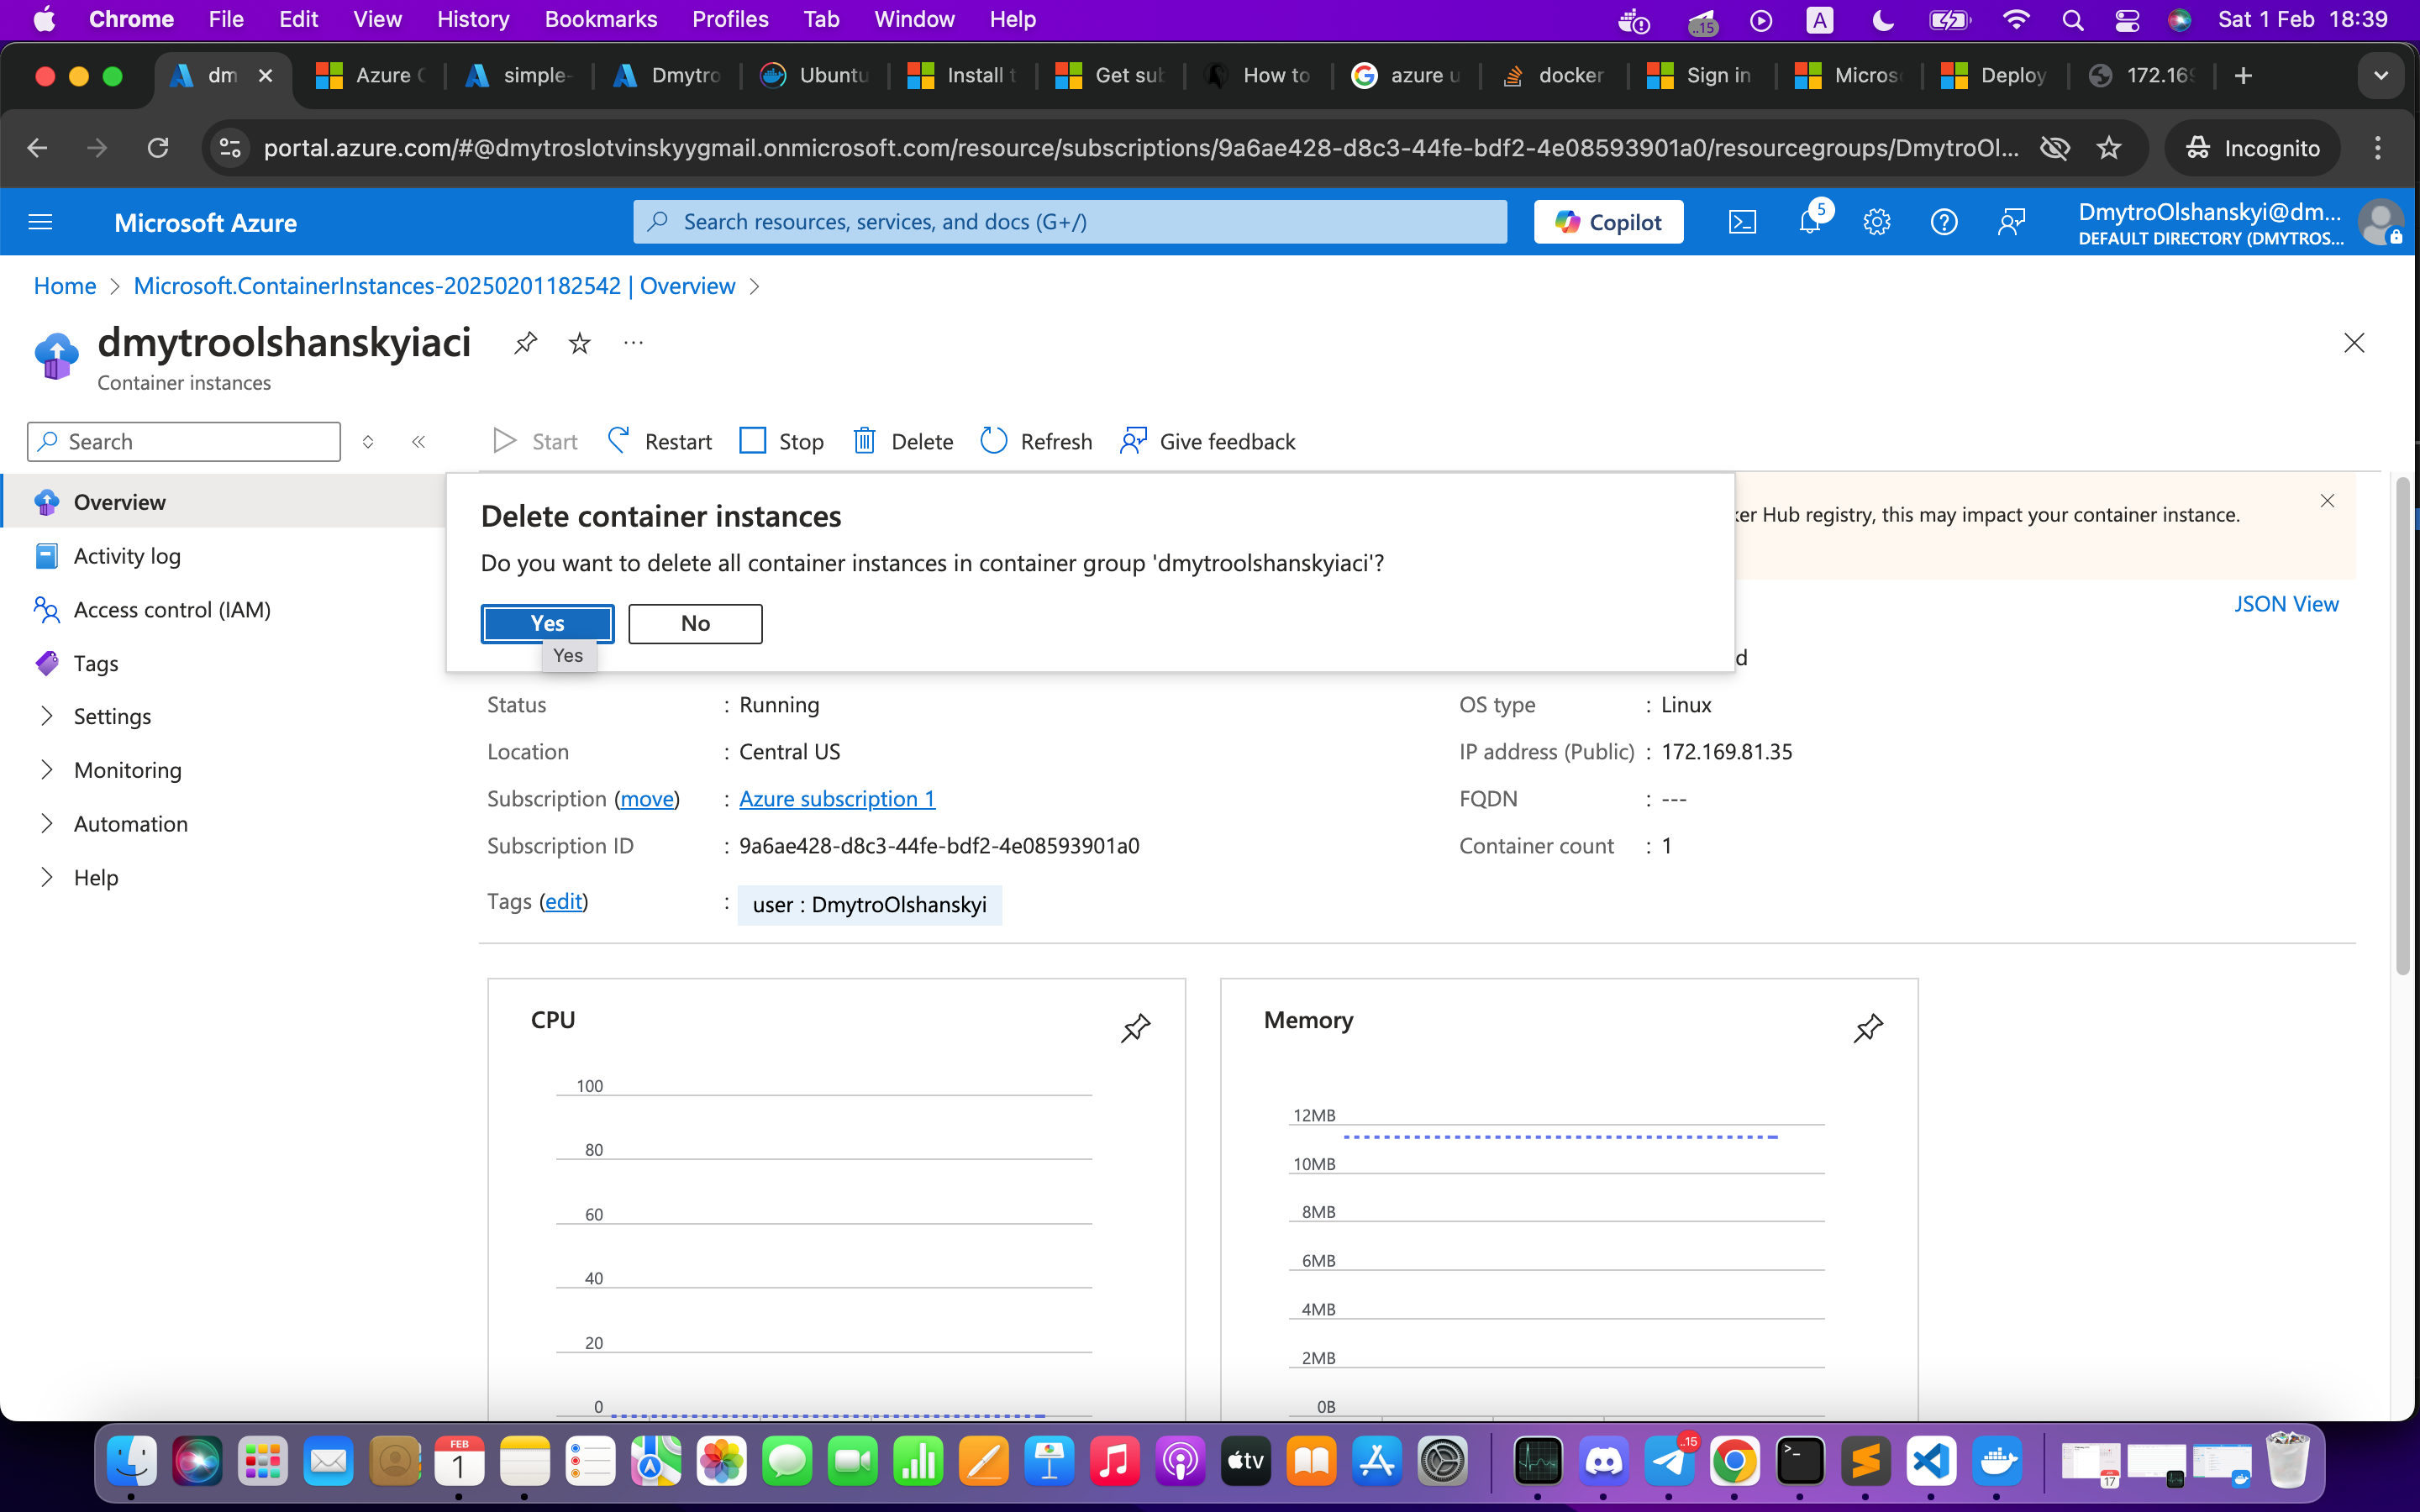 Chrome File Edit View History Bookmarks Profiles Tab Window Help
..15 A Sat 1 Feb 18:39
dm Azure simple- Dmytro Ubuntu Install Get sub How to azure u docker Sign in Micros Deploy 172.169
portal.azure.com/#@dmytroslotvinskyygmail.onmicrosoft.com/resource/subscriptions/9a6ae428-d8c3-44fe-bdf2-4e08593901a0/resourcegroups/DmytroOl... Incognito
Microsoft Azure Search resources, services, and docs (G+/) Copilot 5 DmytroOlshanskyi@dm...
DEFAULT DIRECTORY (DMYTROS...
Home > Microsoft.ContainerInstances-20250201182542 | Overview >
dmytroolshanskyiaci
Container instances
Search Start Restart Stop Delete Refresh Give feedback
Overview
Activity log
Access control (IAM)
Tags
Settings
Monitoring
Automation
Help
Delete container instances
Do you want to delete all container instances in container group 'dmytroolshanskyiaci'?
Yes No
Yes
ker Hub registry, this may impact your container instance.
JSON View
d
Status : Running
Location : Central US
Subscription (move) : Azure subscription 1
Subscription ID : 9a6ae428-d8c3-44fe-bdf2-4e08593901a0
Tags (edit) : user : DmytroOlshanskyi
OS type : Linux
IP address (Public) : 172.169.81.35
FQDN : ---
Container count : 1
CPU
100
80
60
40
20
0
Memory
12MB
10MB
8MB
6MB
4MB
2MB
0B
FEB
1
tv
..15
17